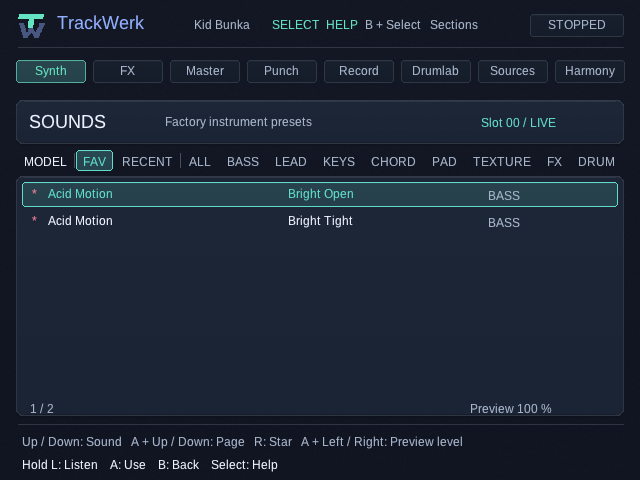 TW TrackWerk Kid Bunka SELECT HELP B + Select Sections STOPPED
Synth FX Master Punch Record Drumlab Sources Harmony
SOUNDS Factory instrument presets Slot 00 / LIVE
MODEL FAV RECENT ALL BASS LEAD KEYS CHORD PAD TEXTURE FX DRUM
* Acid Motion Bright Open BASS
* Acid Motion Bright Tight BASS
1 / 2 Preview 100 %
Up / Down: Sound A + Up / Down: Page R: Star A + Left / Right: Preview level
Hold L: Listen A: Use B: Back Select: Help